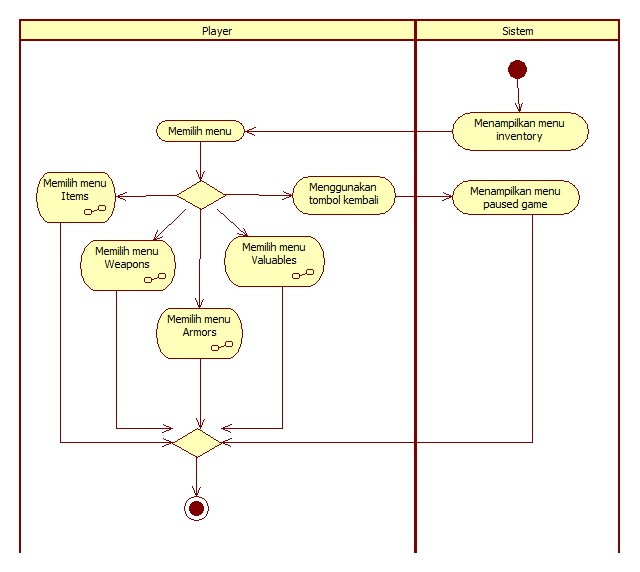 Player
Sistem
Menampilkan menu
inventory
Memilih menu
Memilih menu
Items
Menggunakan
tombol kembali
Menampilkan menu
paused game
Memilih menu
Weapons
Memilih menu
Valuables
Memilih menu
Armors